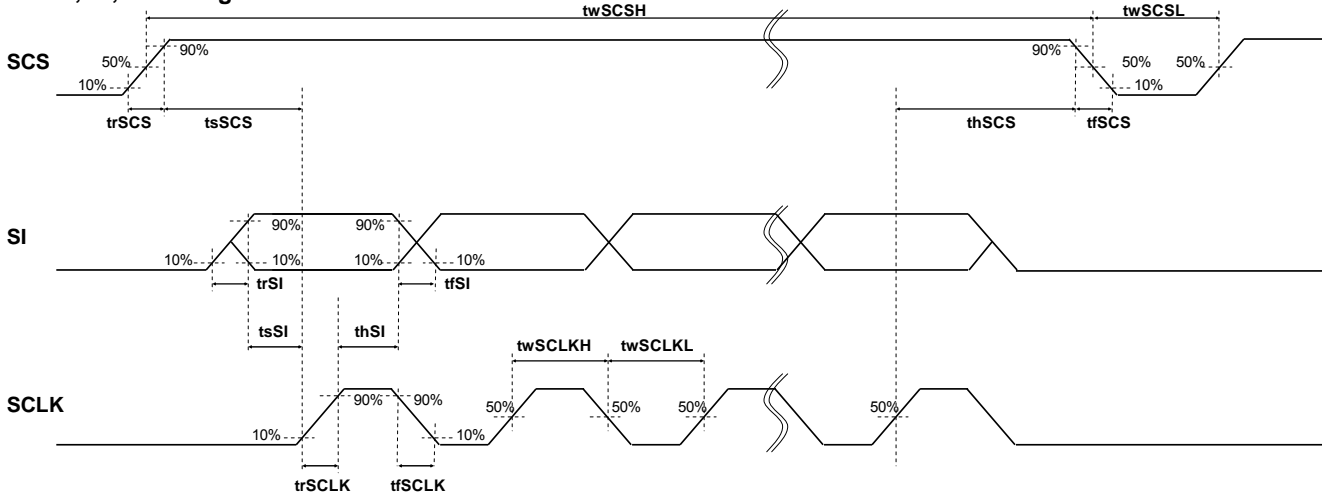 twSCSH twSCSL
SCS
90% 90%
50% 50% 50%
10% 10%
trSCS tsSCS thSCS tfSCS
SI
90% 90%
10% 10% 10% 10%
trSI tfSI
tsSI thSI
twSCLKH twSCLKL
SCLK
90% 90%
50% 50% 50% 50%
10% 10%
trSCLK tfSCLK